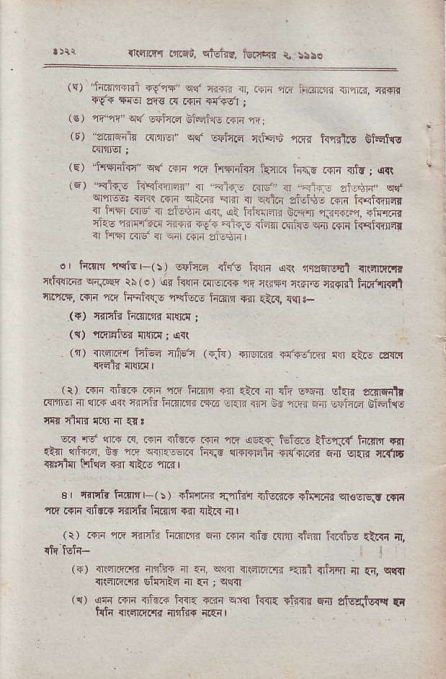 ৪১২২ বাংলাদেশ গেজেট, অতিরিক্ত, ডিসেম্বর ২, ১৯৯৩
(ঘ) "নিয়োগকারী কর্তৃপক্ষ" অর্থ সরকার বা, কোন পদে নিয়োগের ব্যাপারে, সরকার
কর্তৃক ক্ষমতা প্রদত্ত যে কোন কর্মকর্তা ;
(ঙ) পদ"পদ" অর্থ তফসিলে উল্লিখিত কোন পদ;
(চ) "প্রয়োজনীয় যোগ্যতা" অর্থ তফসিলে সংশ্লিষ্ট পদের বিপরীতে উল্লিখিত
যোগ্যতা ;
(ছ) "শিক্ষানবিস" অর্থ কোন পদে শিক্ষানবিস হিসাবে নিযুক্ত কোন ব্যক্তি ; এবং
(জ) "স্বীকৃত বিশ্ববিদ্যালয়" বা "স্বীকৃত বোর্ড" বা "স্বীকৃত প্রতিষ্ঠান" অর্থ
আপাততঃ বলবৎ কোন আইনের দ্বারা বা অধীনে প্রতিষ্ঠিত কোন বিশ্ববিদ্যালয়
বা শিক্ষা বোর্ড বা প্রতিষ্ঠান এবং, এই বিধিমালার উদ্দেশ্য পূরণকল্পে, কমিশনের
সহিত পরামর্শক্রমে সরকার কর্তৃক স্বীকৃত বলিয়া ঘোষিত অন্য কোন বিশ্ববিদ্যালয়
বা শিক্ষা বোর্ড বা অন্য কোন প্রতিষ্ঠান।
৩। নিয়োগ পদ্ধতি।—(১) তফসিলে বর্ণিত বিধান এবং গণপ্রজাতন্ত্রী বাংলাদেশের
সংবিধানের অনুচ্ছেদ ২৯(৩) এর বিধান মোতাবেক পদ সংরক্ষণ সংক্রান্ত সরকারী নির্দেশাবলী
সাপেক্ষে, কোন পদে নিম্নবিধৃত পদ্ধতিতে নিয়োগ করা হইবে, যথাঃ—
(ক) সরাসরি নিয়োগের মাধ্যমে ;
(খ) পদোন্নতির মাধ্যমে ; এবং
(গ) বাংলাদেশ সিভিল সার্ভিস (কৃষি) ক্যাডারের কর্মকর্তাদের মধ্য হইতে প্রেষণে
বদলীর মাধ্যমে।
(২) কোন ব্যক্তিকে কোন পদে নিয়োগ করা হইবে না যদি তজ্জন্য তাঁহার প্রয়োজনীয়
যোগ্যতা না থাকে এবং সরাসরি নিয়োগের ক্ষেত্রে তাহার বয়স উক্ত পদের জন্য তফসিলে উল্লিখিত
সময় সীমার মধ্যে না হয়ঃ
তবে শর্ত থাকে যে, কোন ব্যক্তিকে কোন পদে এডহক্ ভিত্তিতে ইতিপূর্বে নিয়োগ করা
হইয়া থাকিলে, উক্ত পদে অব্যাহতভাবে নিযুক্ত থাকাকালীন কার্যকালের জন্য তাহার সর্বোচ্চ
বয়ঃসীমা শিথিল করা যাইতে পারে।
৪। সরাসরি নিয়োগ।—(১) কমিশনের সুপারিশ ব্যতিরেকে কমিশনের আওতাভুক্ত কোন
পদে কোন ব্যক্তিকে সরাসরি নিয়োগ করা যাইবে না।
(২) কোন পদে সরাসরি নিয়োগের জন্য কোন ব্যক্তি যোগ্য বলিয়া বিবেচিত হইবেন না,
যদি তিনি—
(ক) বাংলাদেশের নাগরিক না হন, অথবা বাংলাদেশের স্থায়ী বাসিন্দা না হন, অথবা
বাংলাদেশের ডমিসাইল না হন ; অথবা
(খ) এমন কোন ব্যক্তিকে বিবাহ করেন অথবা বিবাহ করিবার জন্য প্রতিশ্রুতিবদ্ধ হন
যিনি বাংলাদেশের নাগরিক নহেন।